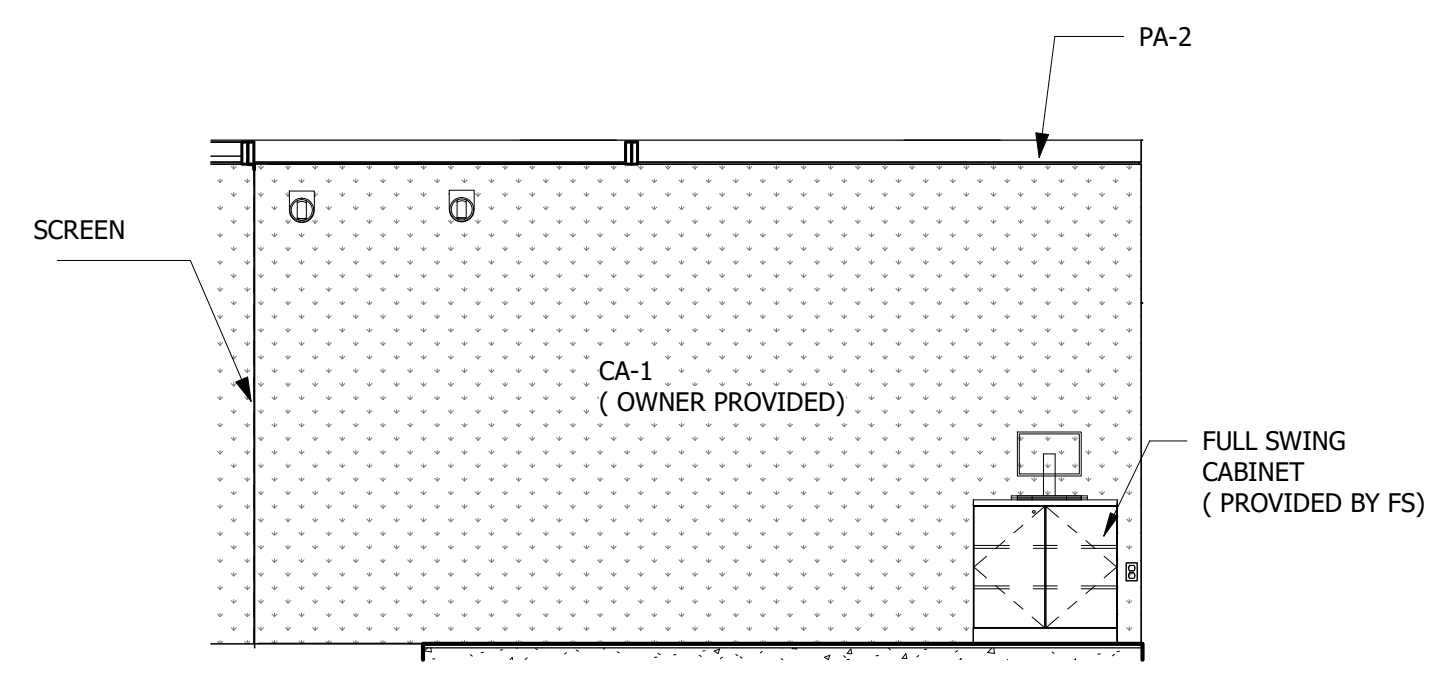 PA-2
SCREEN
CA-1
( OWNER PROVIDED)
FULL SWING
CABINET
( PROVIDED BY FS)